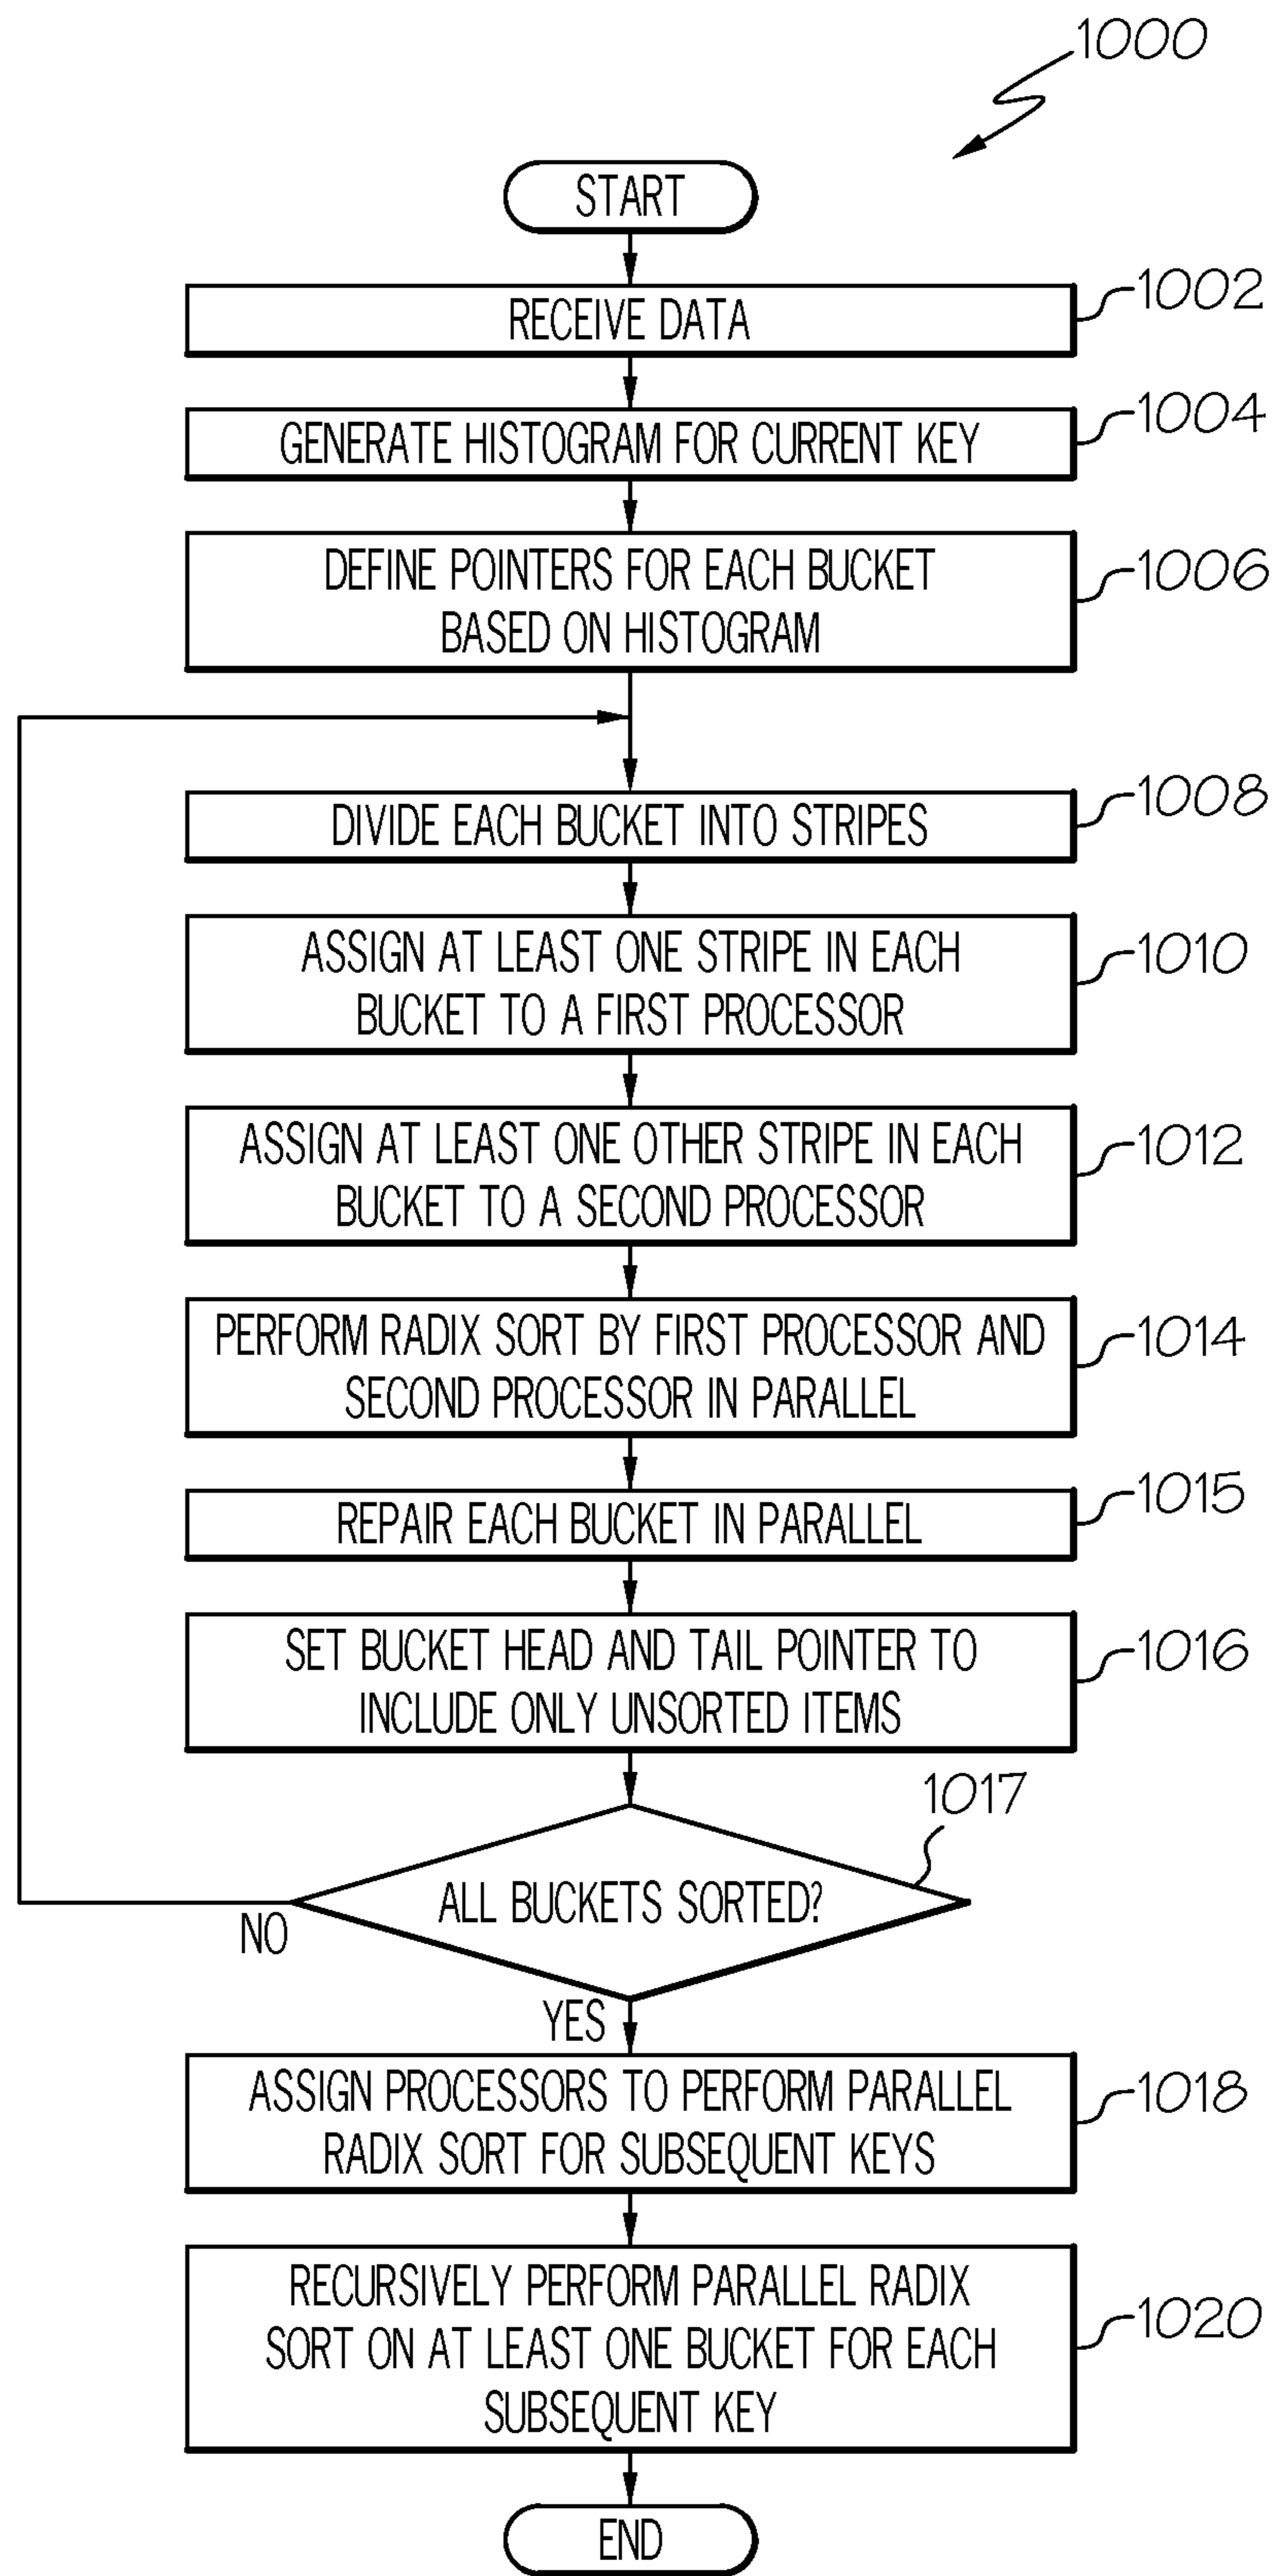 1000
START
RECEIVE DATA
1002
GENERATE HISTOGRAM FOR CURRENT KEY
1004
DEFINE POINTERS FOR EACH BUCKET
BASED ON HISTOGRAM
1006
DIVIDE EACH BUCKET INTO STRIPES
1008
ASSIGN AT LEAST ONE STRIPE IN EACH
BUCKET TO A FIRST PROCESSOR
1010
ASSIGN AT LEAST ONE OTHER STRIPE IN EACH
BUCKET TO A SECOND PROCESSOR
1012
PERFORM RADIX SORT BY FIRST PROCESSOR AND
SECOND PROCESSOR IN PARALLEL
1014
REPAIR EACH BUCKET IN PARALLEL
1015
SET BUCKET HEAD AND TAIL POINTER TO
INCLUDE ONLY UNSORTED ITEMS
1016
1017
ALL BUCKETS SORTED?
NO
YES
ASSIGN PROCESSORS TO PERFORM PARALLEL
RADIX SORT FOR SUBSEQUENT KEYS
1018
RECURSIVELY PERFORM PARALLEL RADIX
SORT ON AT LEAST ONE BUCKET FOR EACH
SUBSEQUENT KEY
1020
END